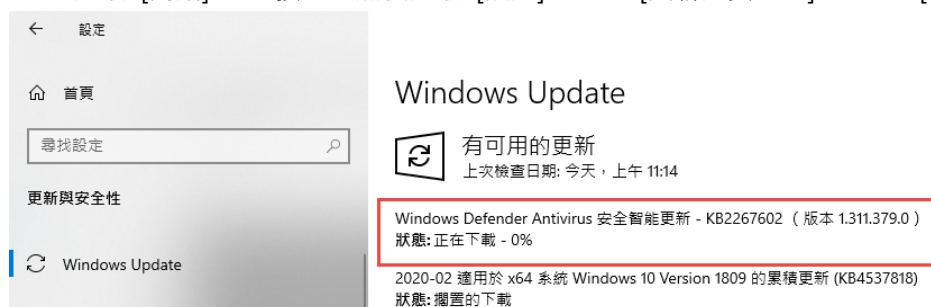 設定
首頁
尋找設定
更新與安全性
Windows Update
Windows Update
有可用的更新
上次檢查日期: 今天，上午 11:14
Windows Defender Antivirus 安全智能更新 - KB2267602 （ 版本 1.311.379.0 ）
狀態: 正在下載 - 0%
2020-02 適用於 x64 系統 Windows 10 Version 1809 的累積更新 (KB4537818)
狀態: 擱置的下載